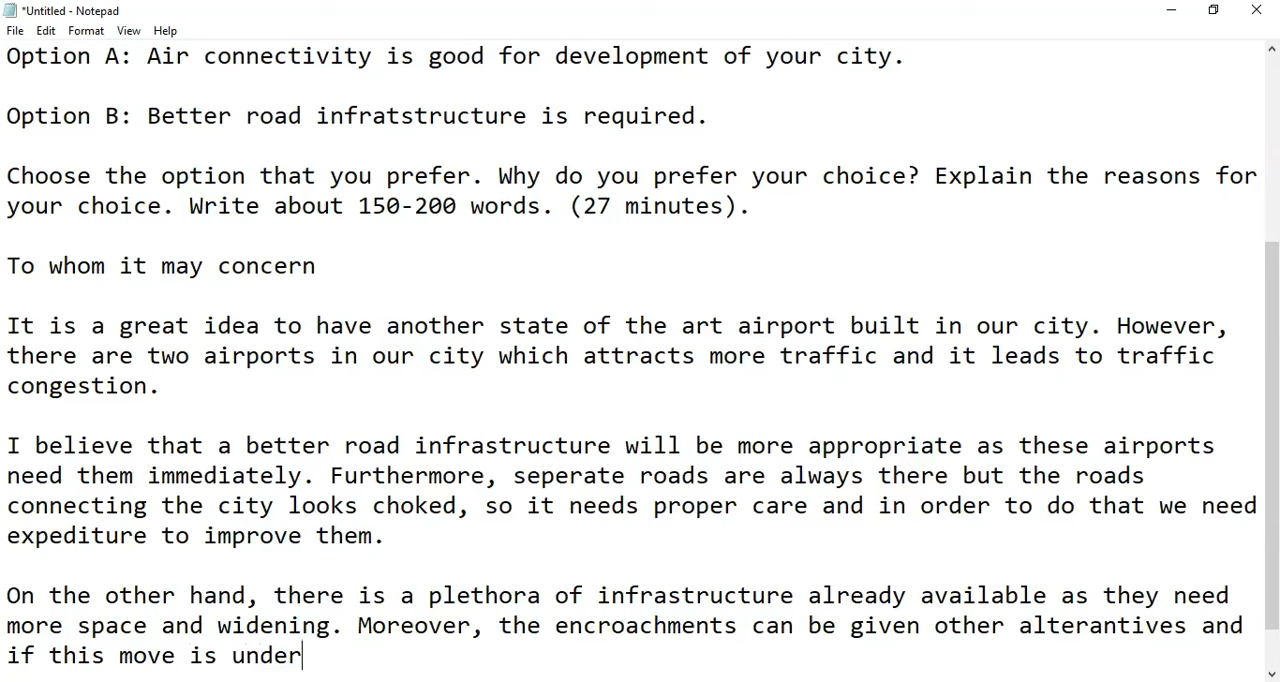 *Untitled - Notepad
File Edit Format View Help
Option A: Air connectivity is good for development of your city.
Option B: Better road infratstructure is required.
Choose the option that you prefer. Why do you prefer your choice? Explain the reasons for
your choice. Write about 150-200 words. (27 minutes).
To whom it may concern
It is a great idea to have another state of the art airport built in our city. However,
there are two airports in our city which attracts more traffic and it leads to traffic
congestion.
I believe that a better road infrastructure will be more appropriate as these airports
need them immediately. Furthermore, seperate roads are always there but the roads
connecting the city looks choked, so it needs proper care and in order to do that we need
expediture to improve them.
On the other hand, there is a plethora of infrastructure already available as they need
more space and widening. Moreover, the encroachments can be given other alterantives and
if this move is under